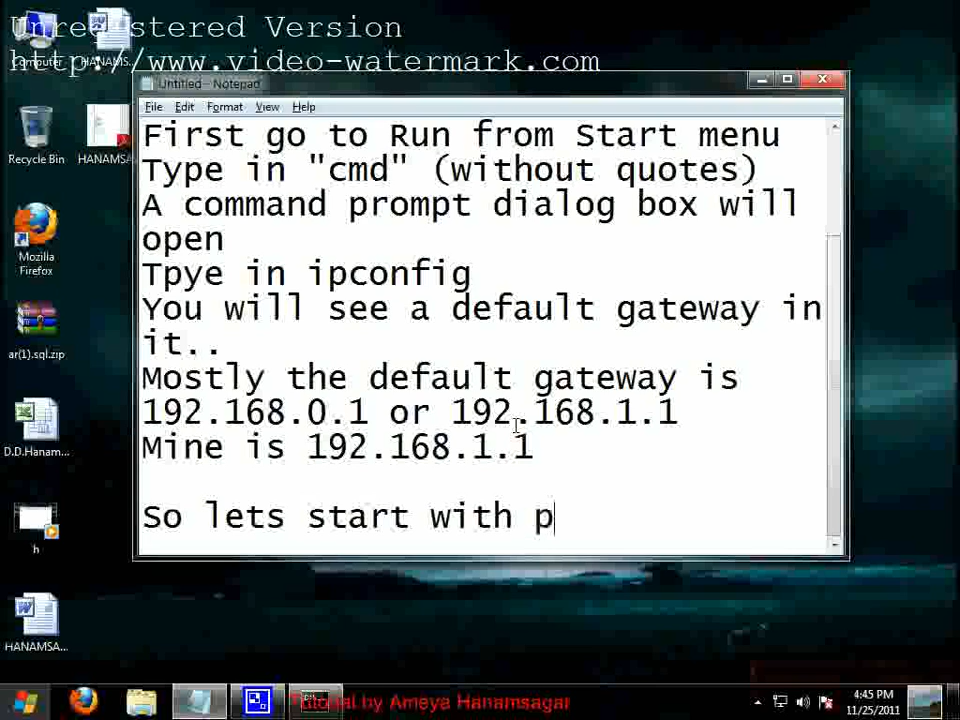 Unregistered Version
http://www.video-watermark.com
Computer
Untitled - Notepad
File Edit Format View Help
First go to Run from Start menu
Type in "cmd" (without quotes)
A command prompt dialog box will
open
Tpye in ipconfig
You will see a default gateway in
it..
Mostly the default gateway is
192.168.0.1 or 192.168.1.1
Mine is 192.168.1.1
So lets start with p
Recycle Bin
HANAMSA
Mozilla
Firefox
ar(1).sql.zip
D.D.Hanam...
h
HANAMSA...
Tutorial by Ameya Hanamsagar
4:45 PM
11/25/2011